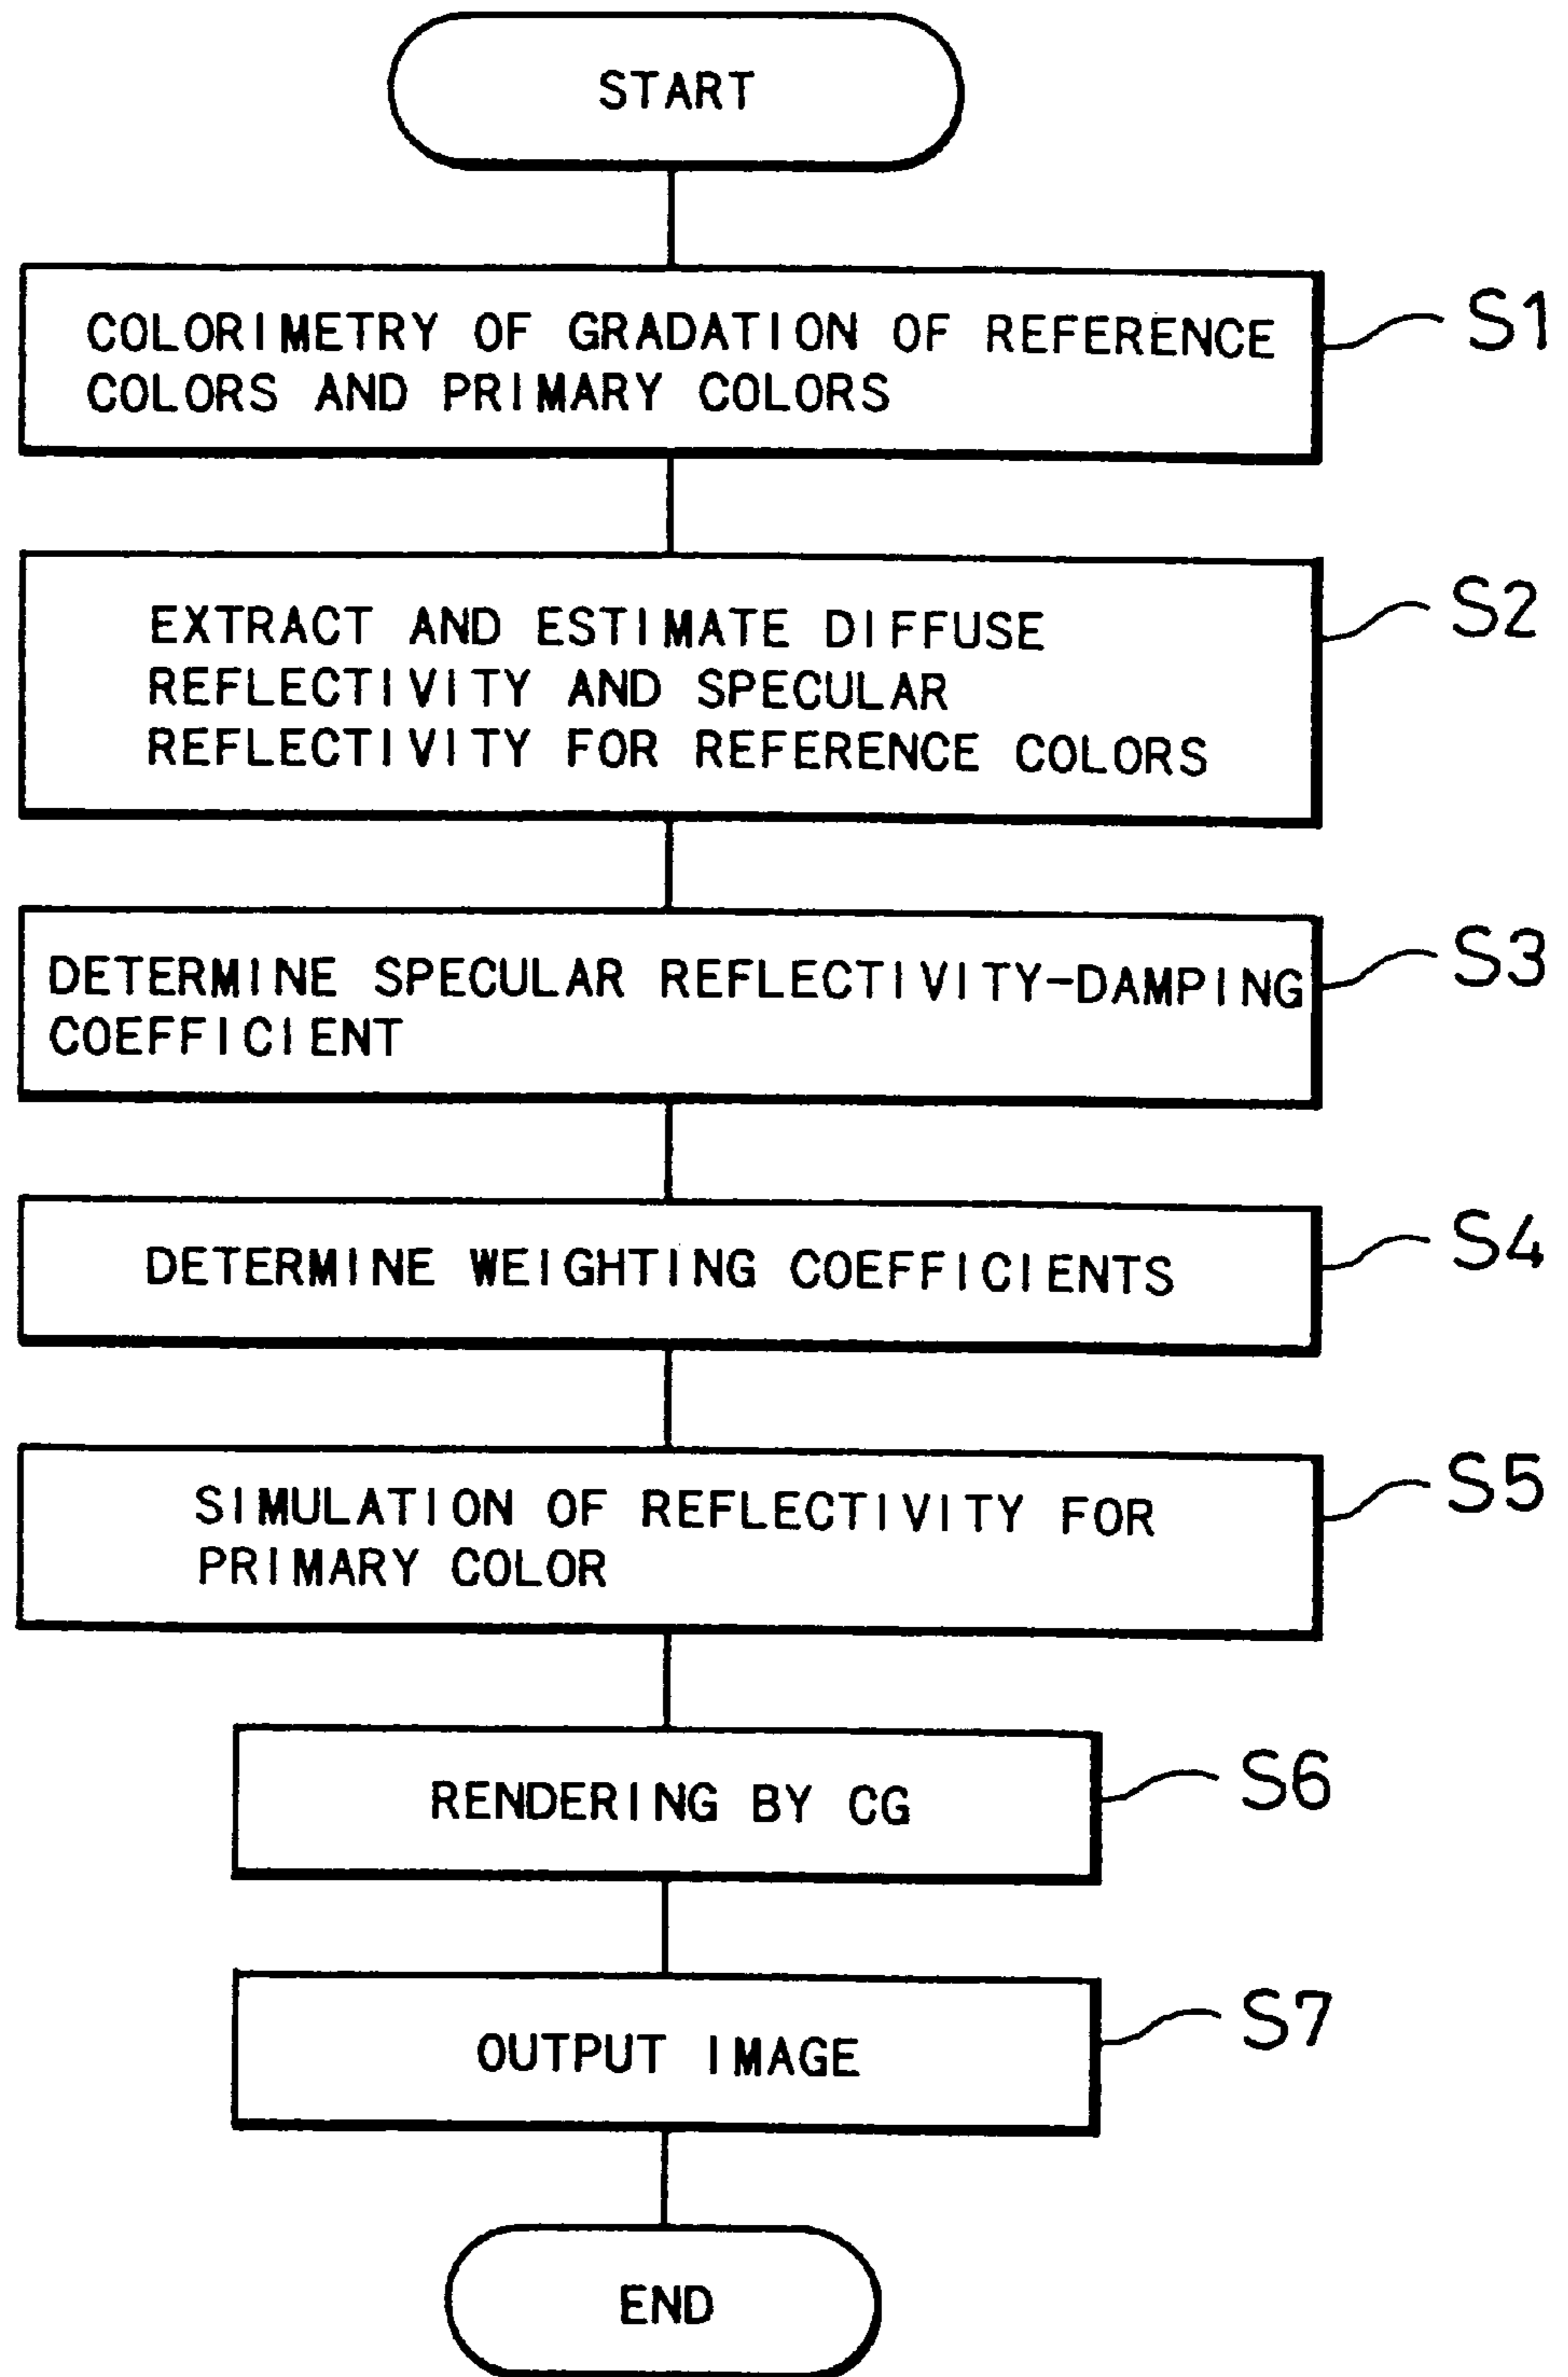 START
COLORIMETRY OF GRADATION OF REFERENCE
COLORS AND PRIMARY COLORS
S1
EXTRACT AND ESTIMATE DIFFUSE
REFLECTIVITY AND SPECULAR
REFLECTIVITY FOR REFERENCE COLORS
S2
DETERMINE SPECULAR REFLECTIVITY-DAMPING
COEFFICIENT
S3
DETERMINE WEIGHTING COEFFICIENTS
S4
SIMULATION OF REFLECTIVITY FOR
PRIMARY COLOR
S5
RENDERING BY CG
S6
OUTPUT IMAGE
S7
END